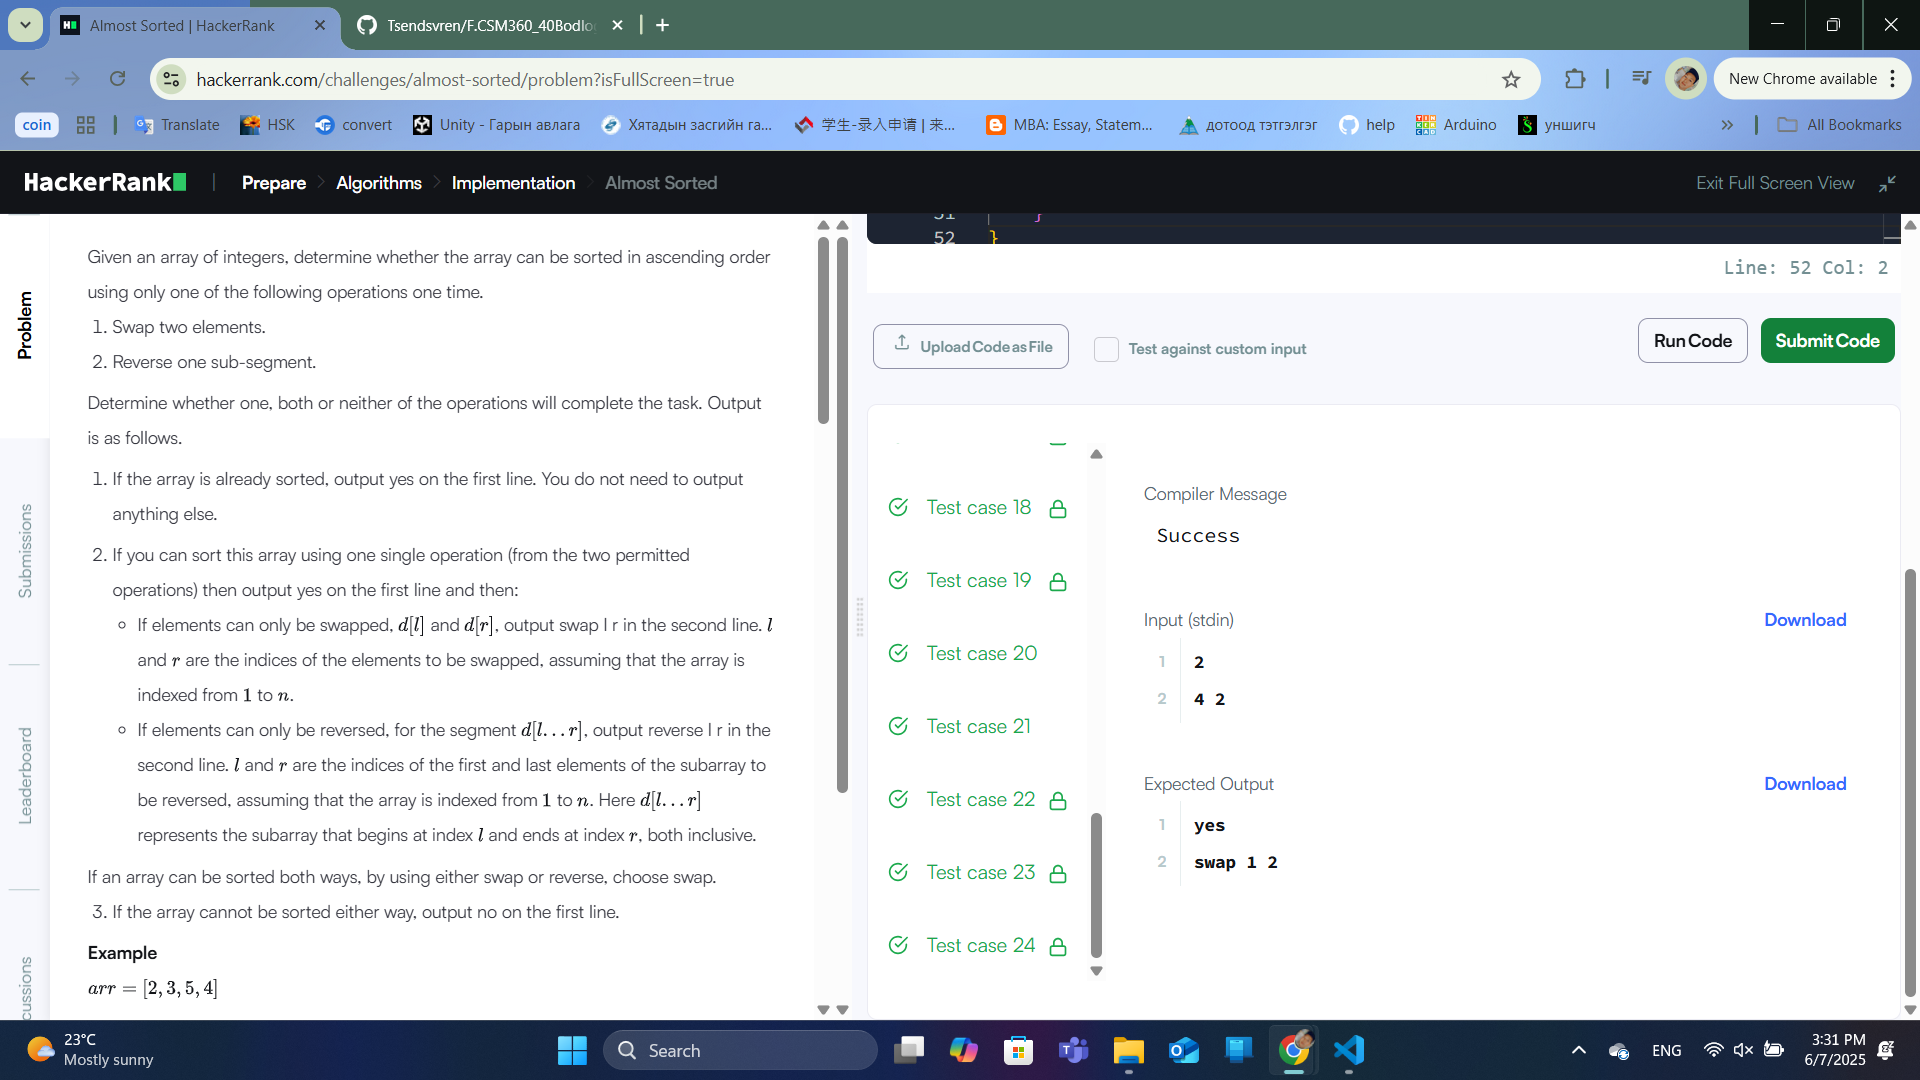 Almost Sorted | HackerRank
Tsendsvren/F.CSM360_40Bodlo
hackerrank.com/challenges/almost-sorted/problem?isFullScreen=true
New Chrome available
coin
Translate
HSK
convert
Unity - Гарын авлага
Хятадын засгийн га...
学生-录入申请 | 来...
MBA: Essay, Statem...
дотоод тэтгэлгэг
help
Arduino
уншигч
All Bookmarks
HackerRank
Prepare
Algorithms
Implementation
Almost Sorted
Exit Full Screen View
Problem
Submissions
Leaderboard
Given an array of integers, determine whether the array can be sorted in ascending order
using only one of the following operations one time.
1. Swap two elements.
2. Reverse one sub-segment.
Determine whether one, both or neither of the operations will complete the task. Output
is as follows.
1. If the array is already sorted, output yes on the first line. You do not need to output
anything else.
2. If you can sort this array using one single operation (from the two permitted
operations) then output yes on the first line and then:
If elements can only be swapped, d[l] and d[r], output swap l r in the second line. l
and r are the indices of the elements to be swapped, assuming that the array is
indexed from 1 to n.
If elements can only be reversed, for the segment d[l...r], output reverse l r in the
second line. l and r are the indices of the first and last elements of the subarray to
be reversed, assuming that the array is indexed from 1 to n. Here d[l...r]
represents the subarray that begins at index l and ends at index r, both inclusive.
If an array can be sorted both ways, by using either swap or reverse, choose swap.
3. If the array cannot be sorted either way, output no on the first line.
Example
arr = [2, 3, 5, 4]
51 }
52 }
Line: 52 Col: 2
Upload Code as File
Test against custom input
Run Code
Submit Code
Test case 18
Test case 19
Test case 20
Test case 21
Test case 22
Test case 23
Test case 24
Compiler Message
Success
Input (stdin)
Download
1 2
2 4 2
Expected Output
Download
1 yes
2 swap 1 2
23°C
Mostly sunny
Search
ENG
3:31 PM
6/7/2025